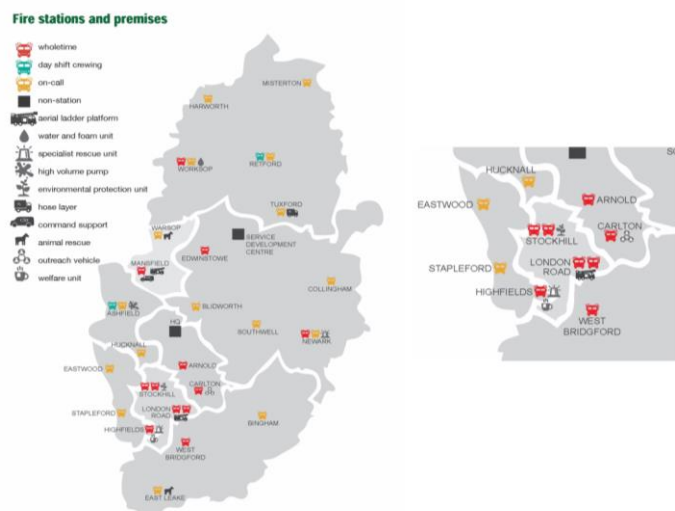 Fire stations and premises
wholetime
day shift crewing
on-call
non-station
aerial ladder platform
water and foam unit
specialist rescue unit
high volume pump
environmental protection unit
hose layer
command support
animal rescue
outreach vehicle
welfare unit
MISTERTON
HARWORTH
WORKSOP
RETFORD
TUXFORD
WARSOP
SERVICE
DEVELOPMENT
CENTRE
EDWINSTOWE
MANSFIELD
COLLINGHAM
ASHFIELD
BLIDWORTH
HQ
SOUTHWELL
NEWARK
HUCKNALL
EASTWOOD
ARNOLD
STOCKHILL
CARLTON
STAPLEFORD
LONDON
ROAD
BINGHAM
HIGHFIELDS
WEST
BRIDGFORD
EAST LEAKE
HUCKNALL
EASTWOOD
ARNOLD
CARLTON
STOCKHILL
STAPLEFORD
LONDON
ROAD
HIGHFIELDS
WEST
BRIDGFORD